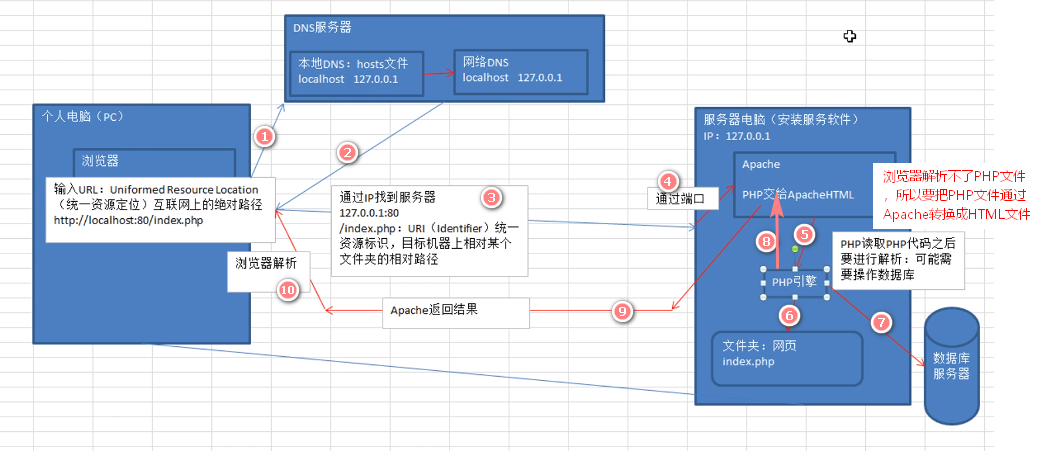 DNS服务器
本地DNS：hosts文件
localhost 127.0.0.1
网络DNS
localhost 127.0.0.1
个人电脑（PC）
浏览器
输入URL：Uniformed Resource Location
（统一资源定位）互联网上的绝对路径
http://localhost:80/index.php
①
②
③
通过IP找到服务器
127.0.0.1:80
/index.php：URI（Identifier）统一
资源标识，目标机器上相对某个
文件夹的相对路径
④
通过端口
服务器电脑（安装服务软件）
IP：127.0.0.1
Apache
PHP交给ApacheHTML
浏览器解析不了PHP文件
，所以要把PHP文件通过
Apache转换成HTML文件
⑤
⑧
PHP读取PHP代码之后
要进行解析：可能需
要操作数据库
PHP引擎
⑥
⑦
文件夹：网页
index.php
数据库
服务器
⑨
Apache返回结果
浏览器解析
⑩